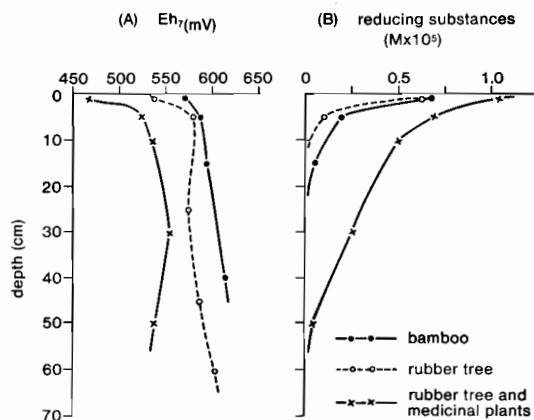 (A) Eh7(mV)
(B) reducing substances
(Mx10⁵)
450 500 550 600 650
0 0.5 1.0
0
10
20
30
40
50
60
70
depth (cm)
bamboo
rubber tree
rubber tree and
medicinal plants